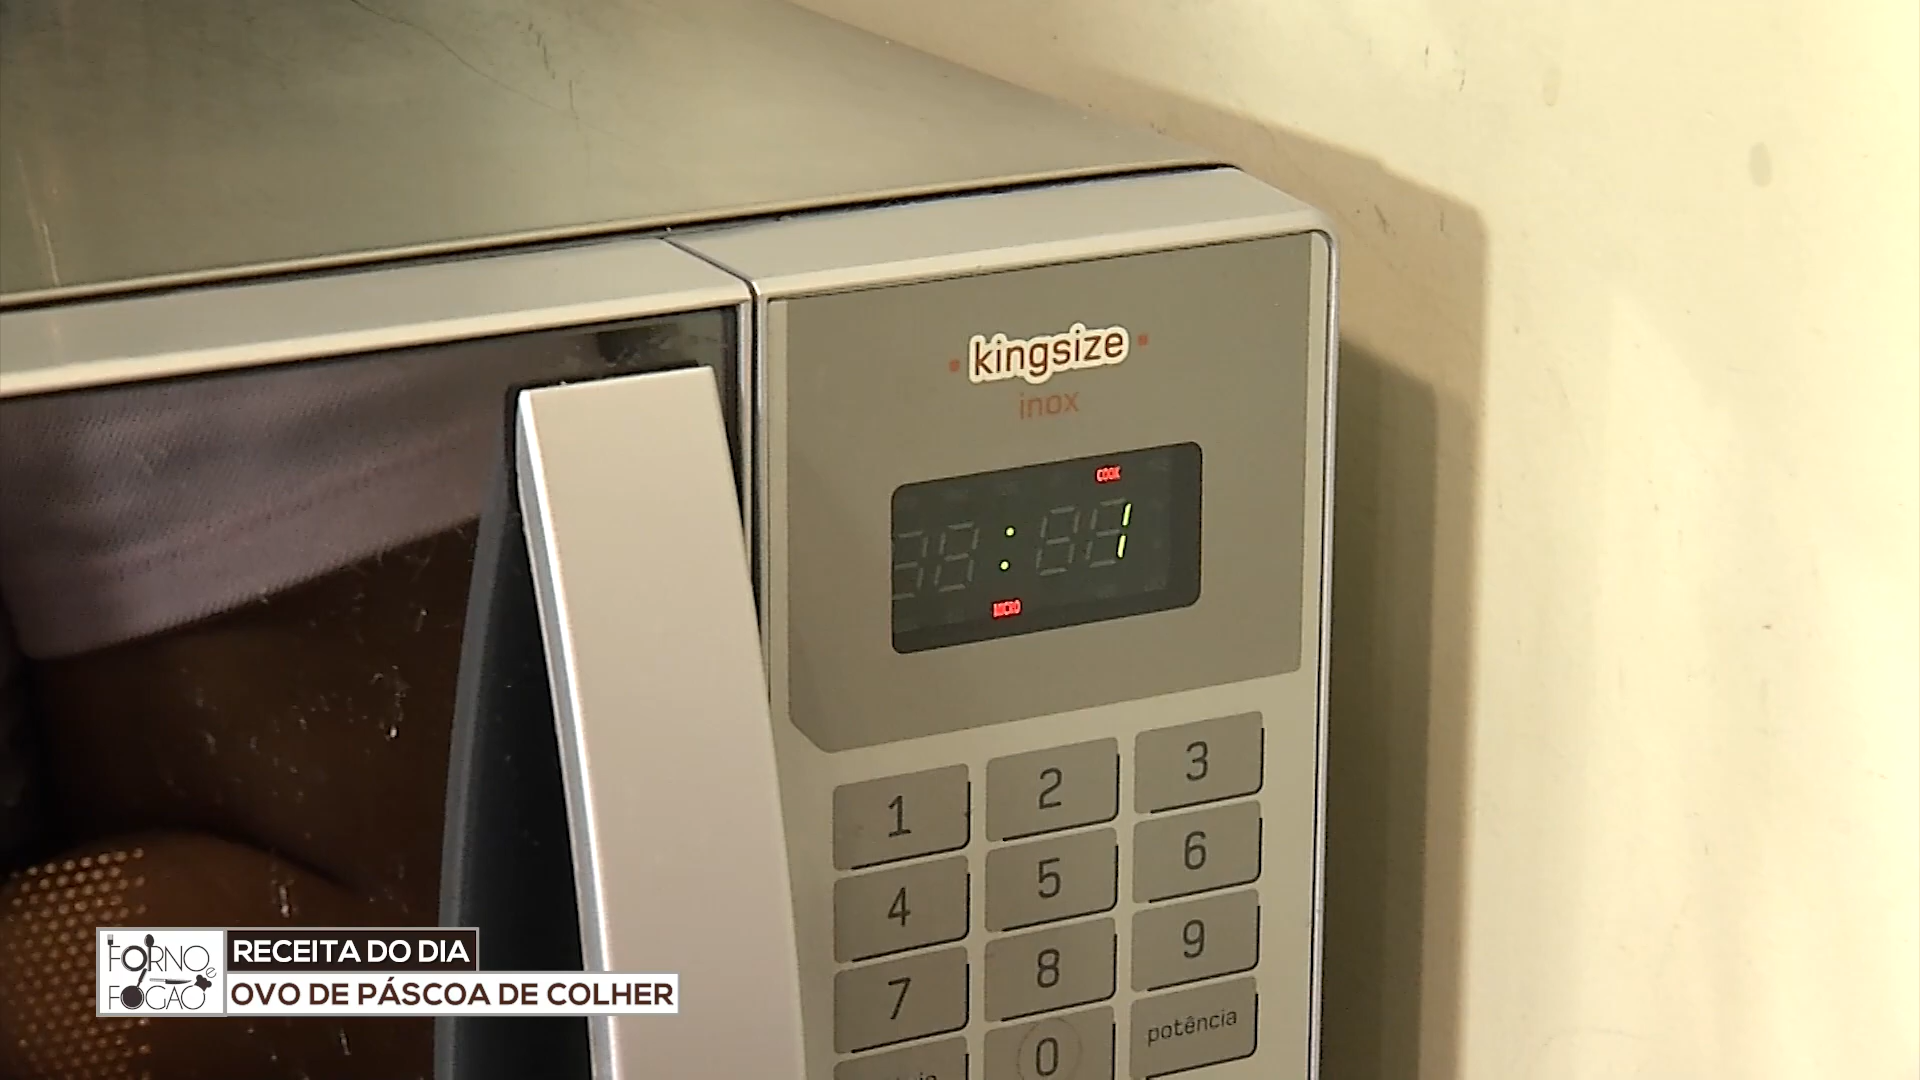 kingsize
inox
COOK
: 1
MICRO
1 2 3
4 5 6
7 8 9
0 potência
FORNO e FOGÃO
RECEITA DO DIA
OVO DE PÁSCOA DE COLHER